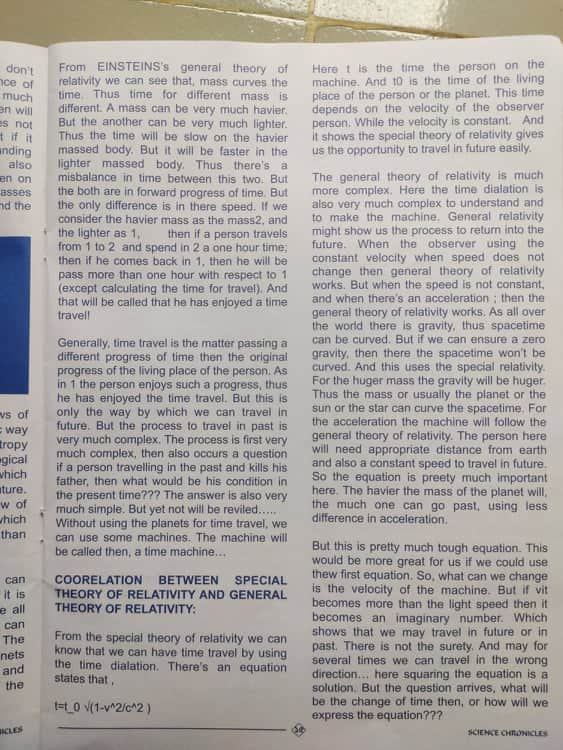 don't
nce of
much
en will
es not
t if it
anding
also
en on
asses
nd the
ws of
c way
tropy
ogical
which
uture.
w of
which
than
can
it is
e all
can
The
nets
and
the
NICLES
From EINSTEINS's general theory of
relativity we can see that, mass curves the
time. Thus time for different mass is
different. A mass can be very much havier.
But the another can be very much lighter.
Thus the time will be slow on the havier
massed body. But it will be faster in the
lighter massed body. Thus there's a
misbalance in time between this two. But
the both are in forward progress of time. But
the only difference is in there speed. If we
consider the havier mass as the mass2, and
the lighter as 1, then if a person travels
from 1 to 2 and spend in 2 a one hour time;
then if he comes back in 1, then he will be
pass more than one hour with respect to 1
(except calculating the time for travel). And
that will be called that he has enjoyed a time
travel!
Generally, time travel is the matter passing a
different progress of time then the original
progress of the living place of the person. As
in 1 the person enjoys such a progress, thus
he has enjoyed the time travel. But this is
only the way by which we can travel in
future. But the process to travel in past is
very much complex. The process is first very
much complex, then also occurs a question
if a person travelling in the past and kills his
father, then what would be his condition in
the present time??? The answer is also very
much simple. But yet not will be reviled.....
Without using the planets for time travel, we
can use some machines. The machine will
be called then, a time machine...
COORELATION BETWEEN SPECIAL
THEORY OF RELATIVITY AND GENERAL
THEORY OF RELATIVITY:
From the special theory of relativity we can
know that we can have time travel by using
the time dialation. There's an equation
states that ,
t=t_0 √(1-v^2/c^2 )
Here t is the time the person on the
machine. And t0 is the time of the living
place of the person or the planet. This time
depends on the velocity of the observer
person. While the velocity is constant. And
it shows the special theory of relativity gives
us the opportunity to travel in future easily.
The general theory of relativity is much
more complex. Here the time dialation is
also very much complex to understand and
to make the machine. General relativity
might show us the process to return into the
future. When the observer using the
constant velocity when speed does not
change then general theory of relativity
works. But when the speed is not constant,
and when there's an acceleration ; then the
general theory of relativity works. As all over
the world there is gravity, thus spacetime
can be curved. But if we can ensure a zero
gravity, then there the spacetime won't be
curved. And this uses the special relativity.
For the huger mass the gravity will be huger.
Thus the mass or usually the planet or the
sun or the star can curve the spacetime. For
the acceleration the machine will follow the
general theory of relativity. The person here
will need appropriate distance from earth
and also a constant speed to travel in future.
So the equation is preety much important
here. The havier the mass of the planet will,
the much one can go past, using less
difference in acceleration.
But this is pretty much tough equation. This
would be more great for us if we could use
thew first equation. So, what can we change
is the velocity of the machine. But if vit
becomes more than the light speed then it
becomes an imaginary number. Which
shows that we may travel in future or in
past. There is not the surety. And may for
several times we can travel in the wrong
direction... here squaring the equation is a
solution. But the question arrives, what will
be the change of time then, or how will we
express the equation???
SCIENCE CHRONICLES